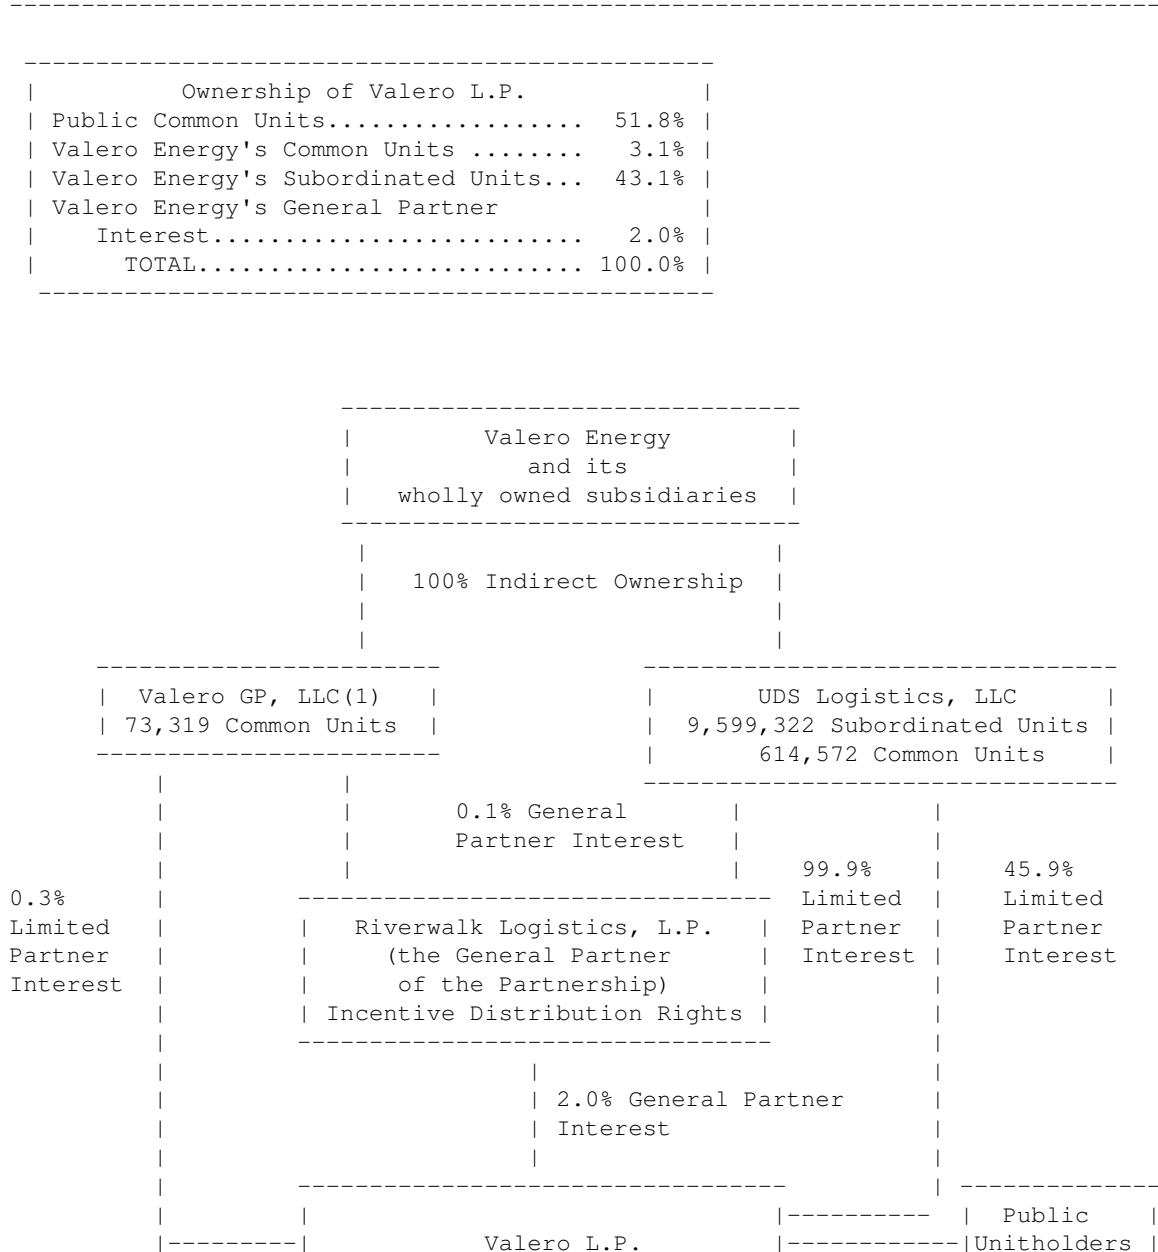 Ownership of Valero L.P.
Public Common Units.................. 51.8%
Valero Energy's Common Units ........ 3.1%
Valero Energy's Subordinated Units... 43.1%
Valero Energy's General Partner
Interest.......................... 2.0%
TOTAL........................... 100.0%
Valero Energy
and its
wholly owned subsidiaries
100% Indirect Ownership
Valero GP, LLC(1) UDS Logistics, LLC
73,319 Common Units 9,599,322 Subordinated Units
614,572 Common Units
0.1% General
Partner Interest
99.9% 45.9%
0.3% Limited Limited
Limited Riverwalk Logistics, L.P. Partner Partner
Partner (the General Partner Interest Interest
Interest of the Partnership)
Incentive Distribution Rights
2.0% General Partner
Interest
Public
Valero L.P. Unitholders